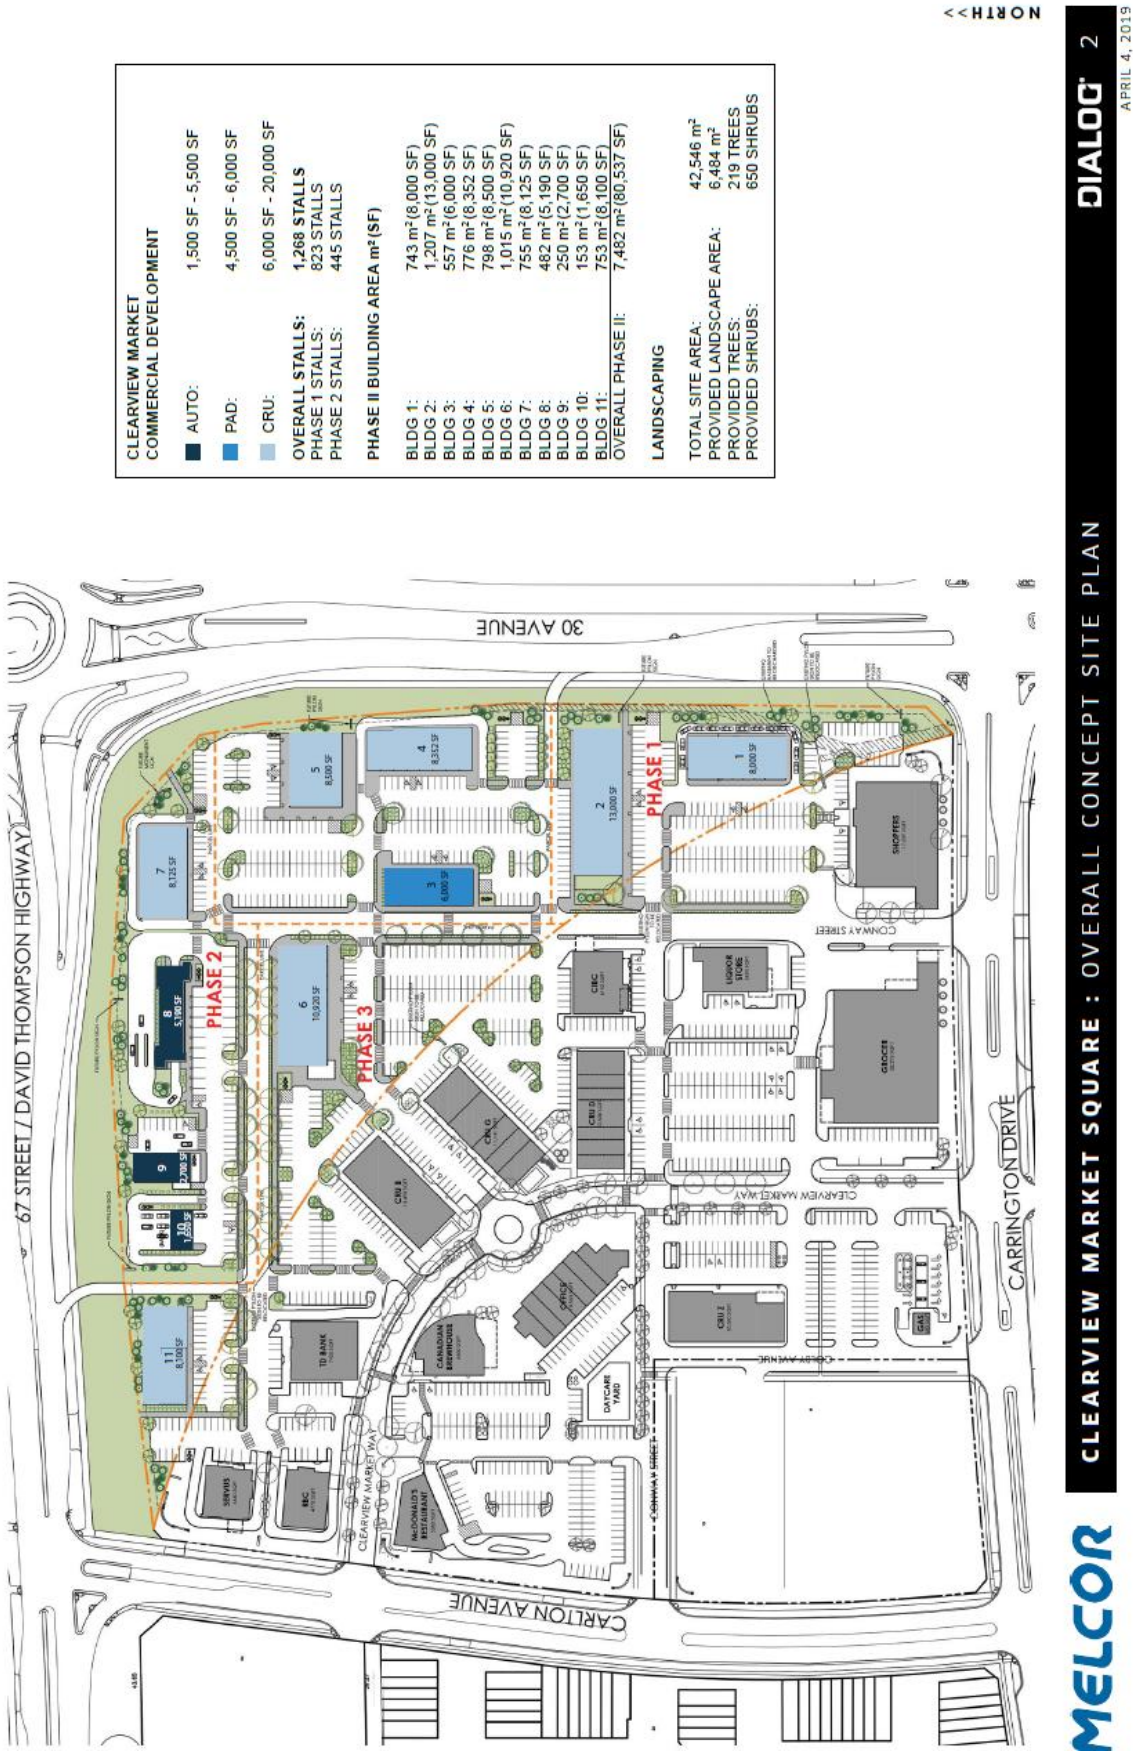 NORTH>>
CLEARVIEW MARKET
COMMERCIAL DEVELOPMENT
AUTO: 1,500 SF - 5,500 SF
PAD: 4,500 SF - 6,000 SF
CRU: 6,000 SF - 20,000 SF
OVERALL STALLS: 1,268 STALLS
PHASE 1 STALLS: 823 STALLS
PHASE 2 STALLS: 445 STALLS
PHASE II BUILDING AREA m² (SF)
BLDG 1: 743 m² (8,000 SF)
BLDG 2: 1,207 m² (13,000 SF)
BLDG 3: 557 m² (6,000 SF)
BLDG 4: 776 m² (8,352 SF)
BLDG 5: 798 m² (8,500 SF)
BLDG 6: 1,015 m² (10,920 SF)
BLDG 7: 755 m² (8,125 SF)
BLDG 8: 482 m² (5,190 SF)
BLDG 9: 250 m² (2,700 SF)
BLDG 10: 153 m² (1,650 SF)
BLDG 11: 753 m² (8,100 SF)
OVERALL PHASE II: 7,482 m² (80,537 SF)
LANDSCAPING
TOTAL SITE AREA: 42,546 m²
PROVIDED LANDSCAPE AREA: 6,484 m²
PROVIDED TREES: 219 TREES
PROVIDED SHRUBS: 650 SHRUBS
67 STREET / DAVID THOMPSON HIGHWAY
30 AVENUE
CARLTON AVENUE
CARRINGTON DRIVE
CONWAY STREET
CLEARVIEW MARKET WAY
CLEARVIEW MARKET WAY
COLBY AVENUE
CONWAY STREET
PHASE 1
PHASE 2
PHASE 3
1
8,000 SF
2
13,000 SF
3
6,000 SF
4
8,352 SF
5
8,500 SF
6
10,920 SF
7
8,125 SF
8
5,190 SF
9
2,700 SF
10
1,650 SF
11
8,100 SF
SHOPPERS
LIQUOR
STORE
CIBC
GROCER
CRU D
CRU G
CRU B
OFFICE
CRU Z
GAS
DAYCARE
YARD
CANADIAN
BREWHOUSE
TD BANK
SERVUS
RBC
McDONALD'S
RESTAURANT
MELCOR
CLEARVIEW MARKET SQUARE : OVERALL CONCEPT SITE PLAN
DIALOG 2
APRIL 4, 2019